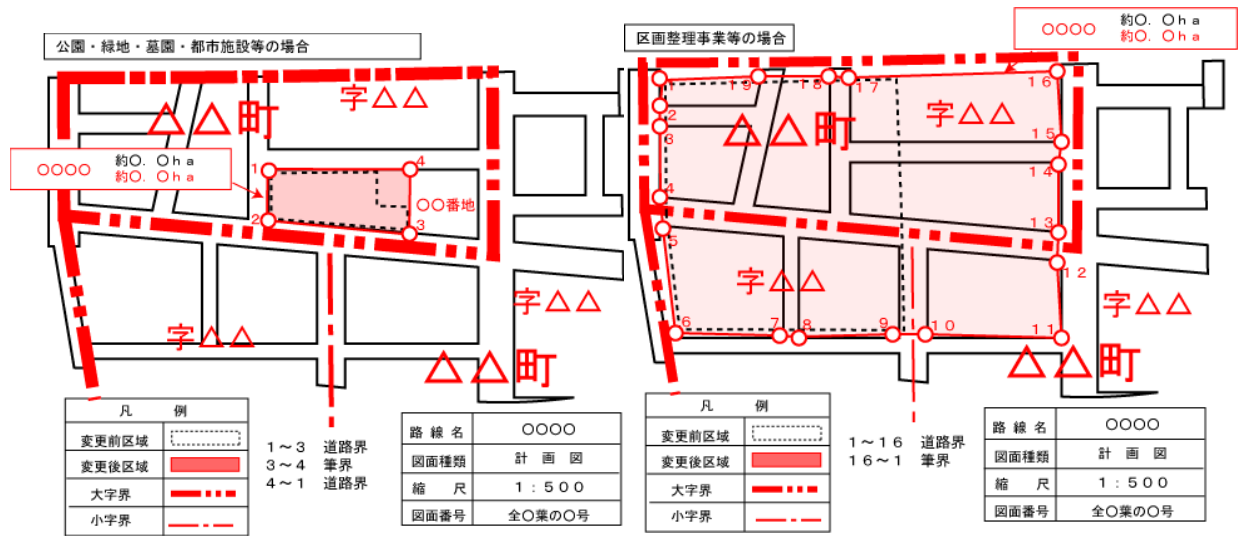 公園・緑地・墓園・都市施設等の場合
字△△
△△町
○○○○ 約○.○ha
約○.○ha
1
4
2
3
○○番地
字△△
字△△
△△町
凡 例
変更前区域
変更後区域
大字界
小字界
1～3 道路界
3～4 筆界
4～1 道路界
路線名 ○○○○
図面種類 計画図
縮尺 1:500
図面番号 全○葉の○号
区画整理事業等の場合
○○○○ 約○.○ha
約○.○ha
1
19
18
17
16
2
3
△△町
字△△
15
14
4
5
13
12
字△△
6
7
8
9
10
11
△△町
字△△
凡 例
変更前区域
変更後区域
大字界
小字界
1～16 道路界
16～1 筆界
路線名 ○○○○
図面種類 計画図
縮尺 1:500
図面番号 全○葉の○号